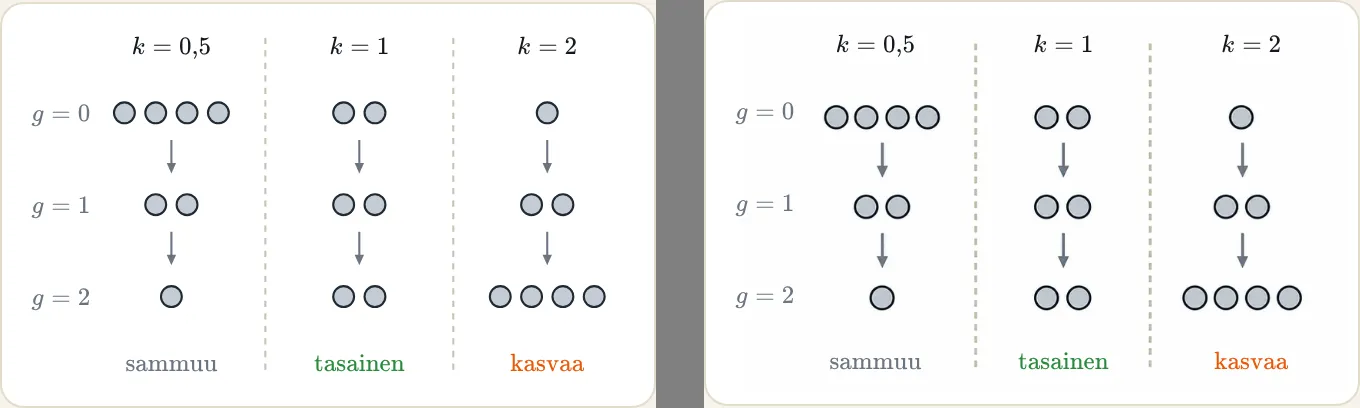 k = 0,5 k = 1 k = 2
g = 0
g = 1
g = 2
sammuu tasainen kasvaa
k = 0,5 k = 1 k = 2
g = 0
g = 1
g = 2
sammuu tasainen kasvaa